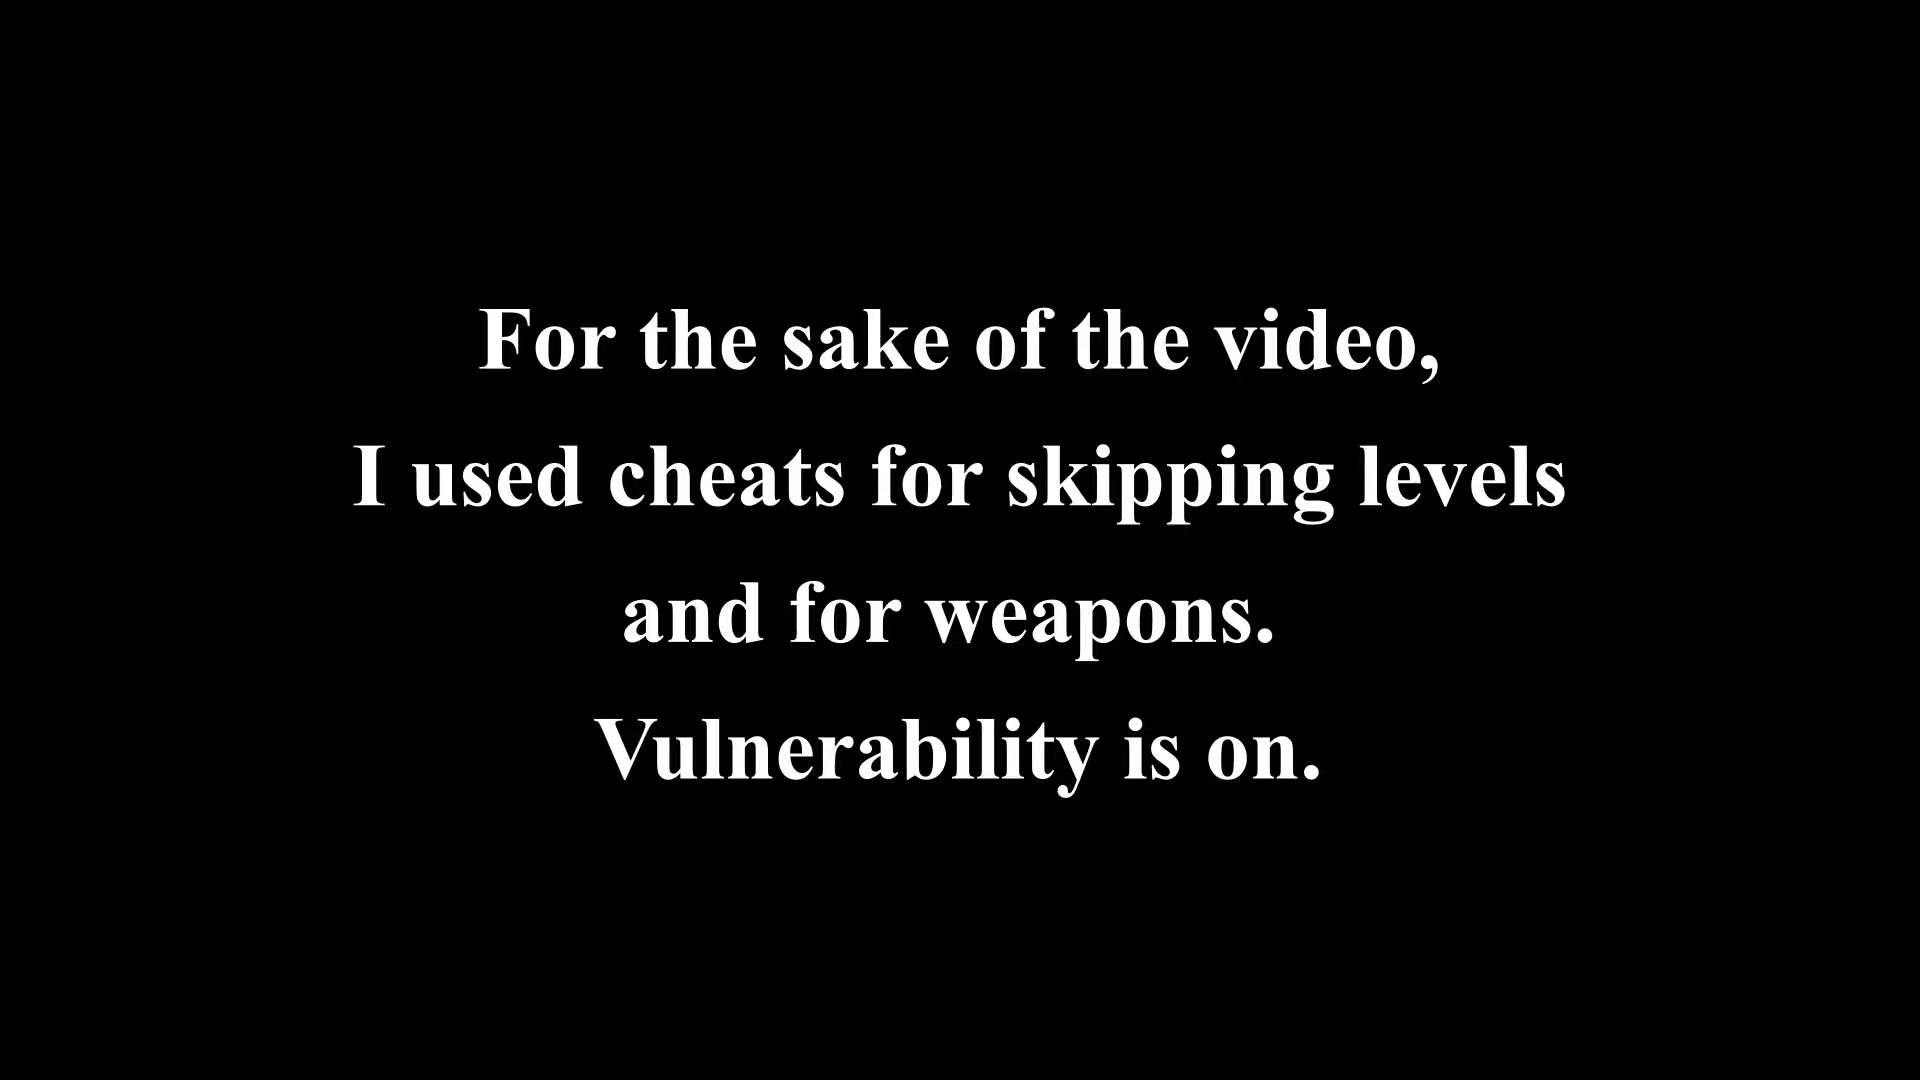 For the sake of the video,
I used cheats for skipping levels
and for weapons.
Vulnerability is on.